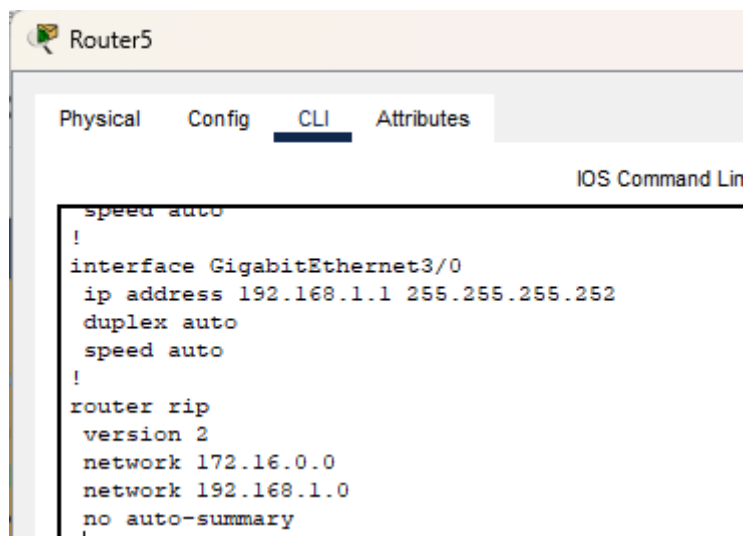 Router5
Physical Config CLI Attributes
IOS Command Lin
speed auto
!
interface GigabitEthernet3/0
ip address 192.168.1.1 255.255.255.252
duplex auto
speed auto
!
router rip
version 2
network 172.16.0.0
network 192.168.1.0
no auto-summary